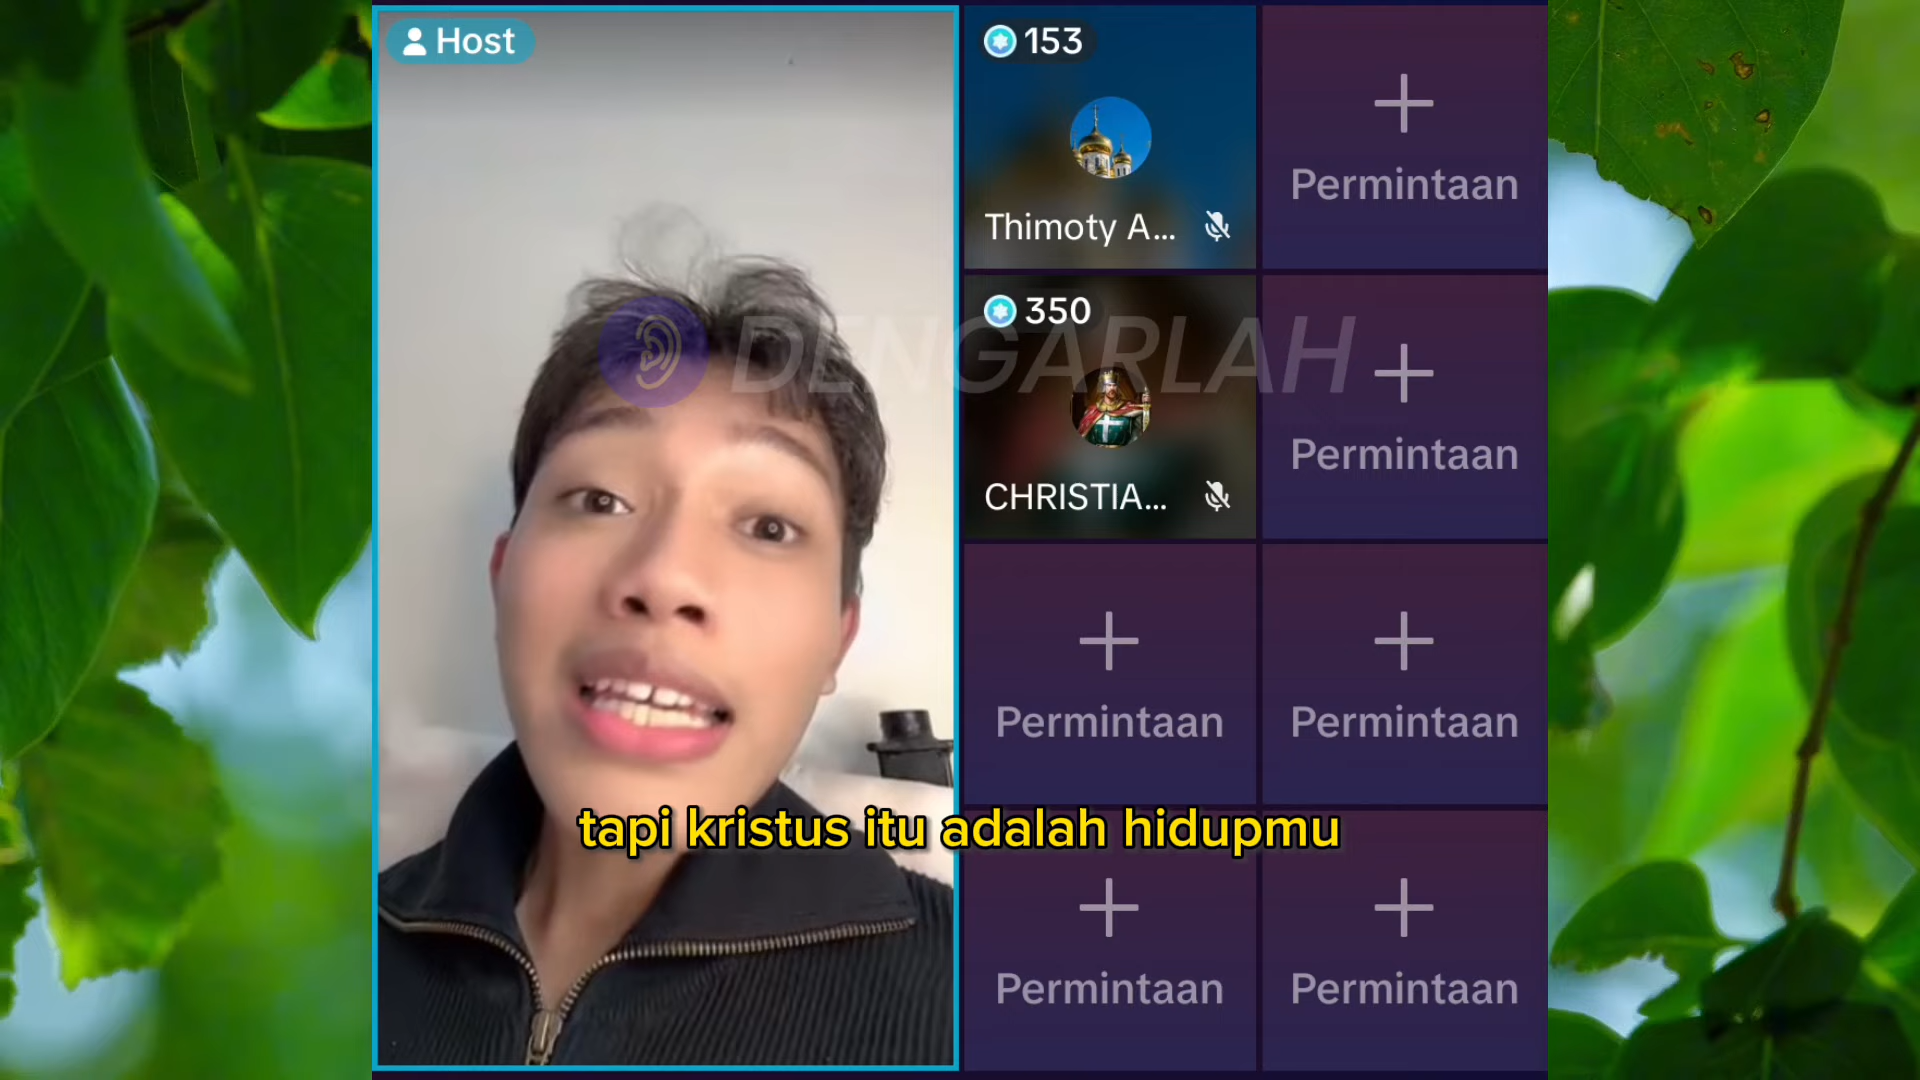 Host
153
Thimoty A...
Permintaan
350
CHRISTIA...
Permintaan
DENGARLAH
Permintaan
Permintaan
tapi kristus itu adalah hidupmu
Permintaan
Permintaan